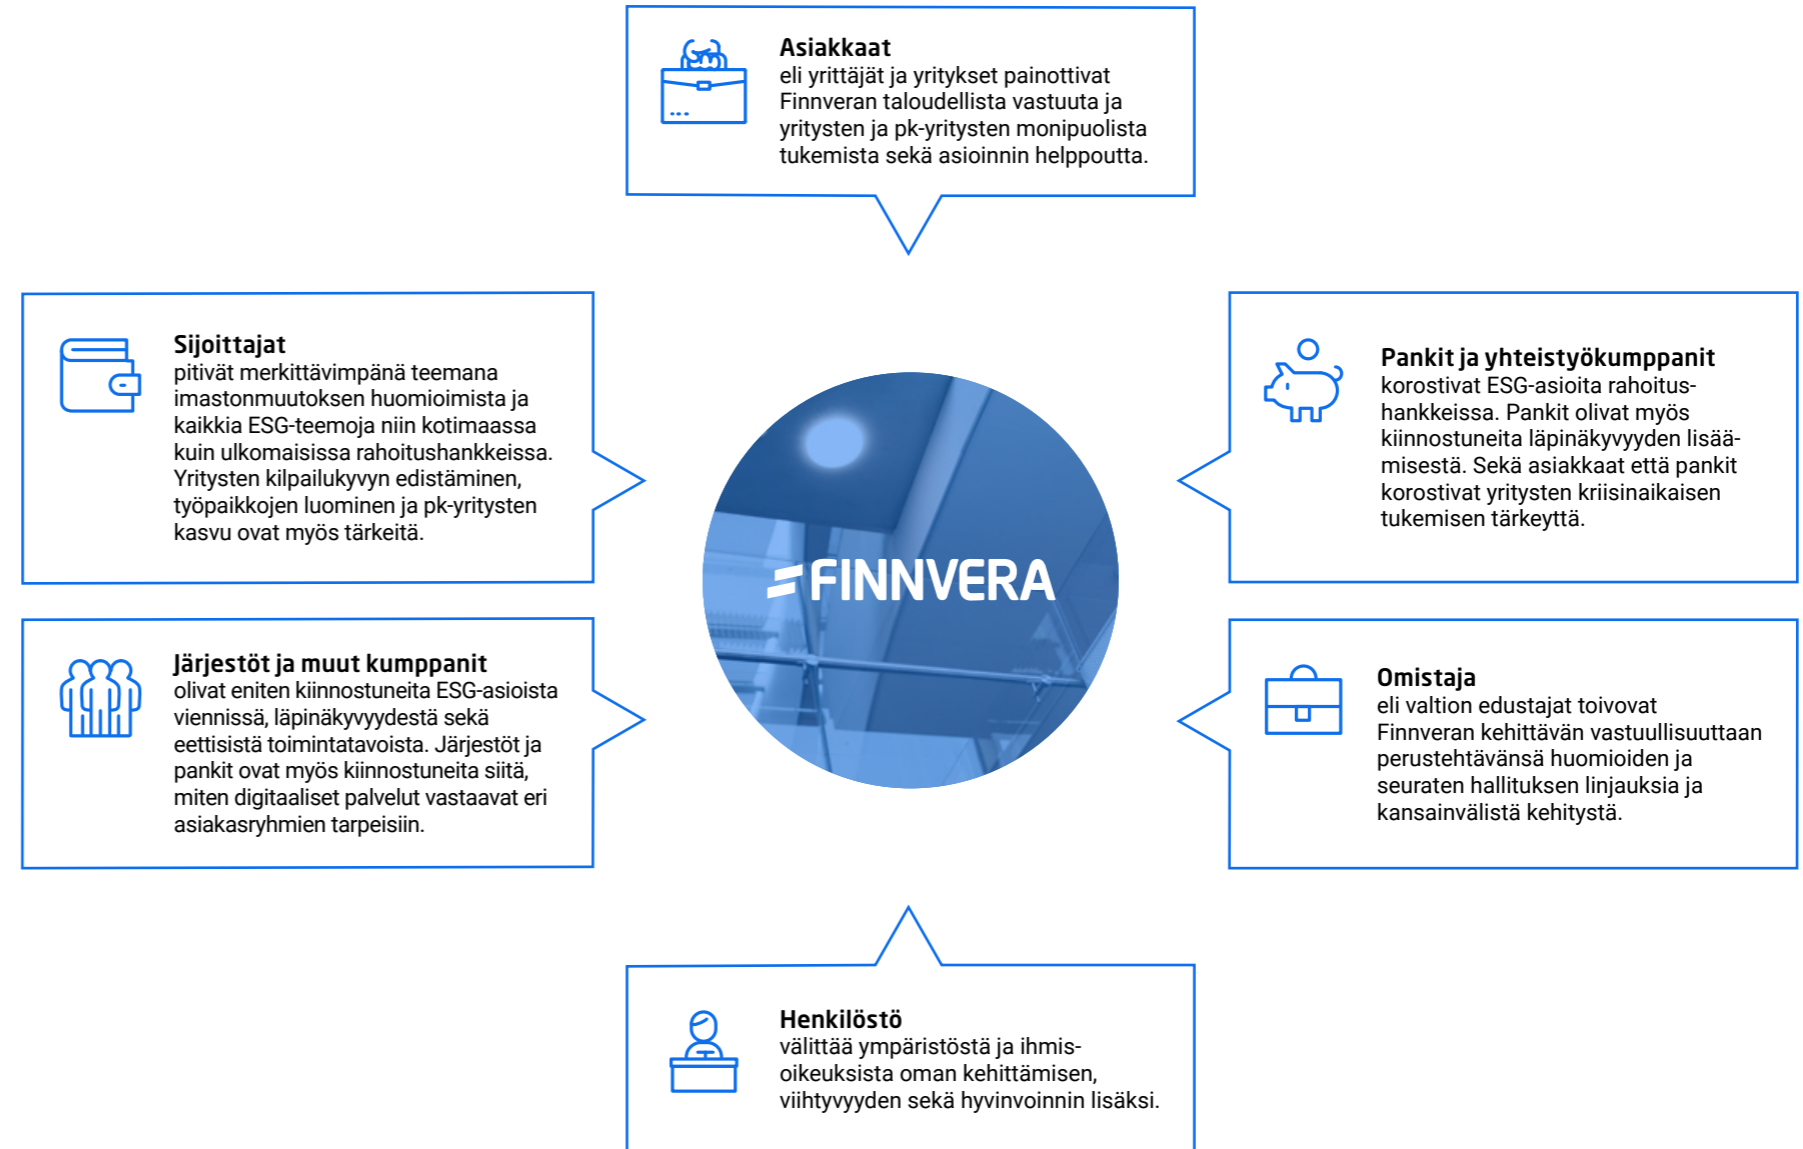 Asiakkaat
eli yrittäjät ja yritykset painottivat
Finnveran taloudellista vastuuta ja
yritysten ja pk-yritysten monipuolista
tukemista sekä asioinnin helppoutta.
Sijoittajat
pitivät merkittävimpänä teemana
imastonmuutoksen huomioimista ja
kaikkia ESG-teemoja niin kotimaassa
kuin ulkomaisissa rahoitushankkeissa.
Yritysten kilpailukyvyn edistäminen,
työpaikkojen luominen ja pk-yritysten
kasvu ovat myös tärkeitä.
Pankit ja yhteistyökumppanit
korostivat ESG-asioita rahoitus-
hankkeissa. Pankit olivat myös
kiinnostuneita läpinäkyvyyden lisää-
misestä. Sekä asiakkaat että pankit
korostivat yritysten kriisinaikaisen
tukemisen tärkeyttä.
FINNVERA
Järjestöt ja muut kumppanit
olivat eniten kiinnostuneita ESG-asioista
viennissä, läpinäkyvyydestä sekä
eettisistä toimintatavoista. Järjestöt ja
pankit ovat myös kiinnostuneita siitä,
miten digitaaliset palvelut vastaavat eri
asiakasryhmien tarpeisiin.
Omistaja
eli valtion edustajat toivovat
Finnveran kehittävän vastuullisuuttaan
perustehtävänsä huomioiden ja
seuraten hallituksen linjauksia ja
kansainvälistä kehitystä.
Henkilöstö
välittää ympäristöstä ja ihmis-
oikeuksista oman kehittämisen,
viihtyvyyden sekä hyvinvoinnin lisäksi.